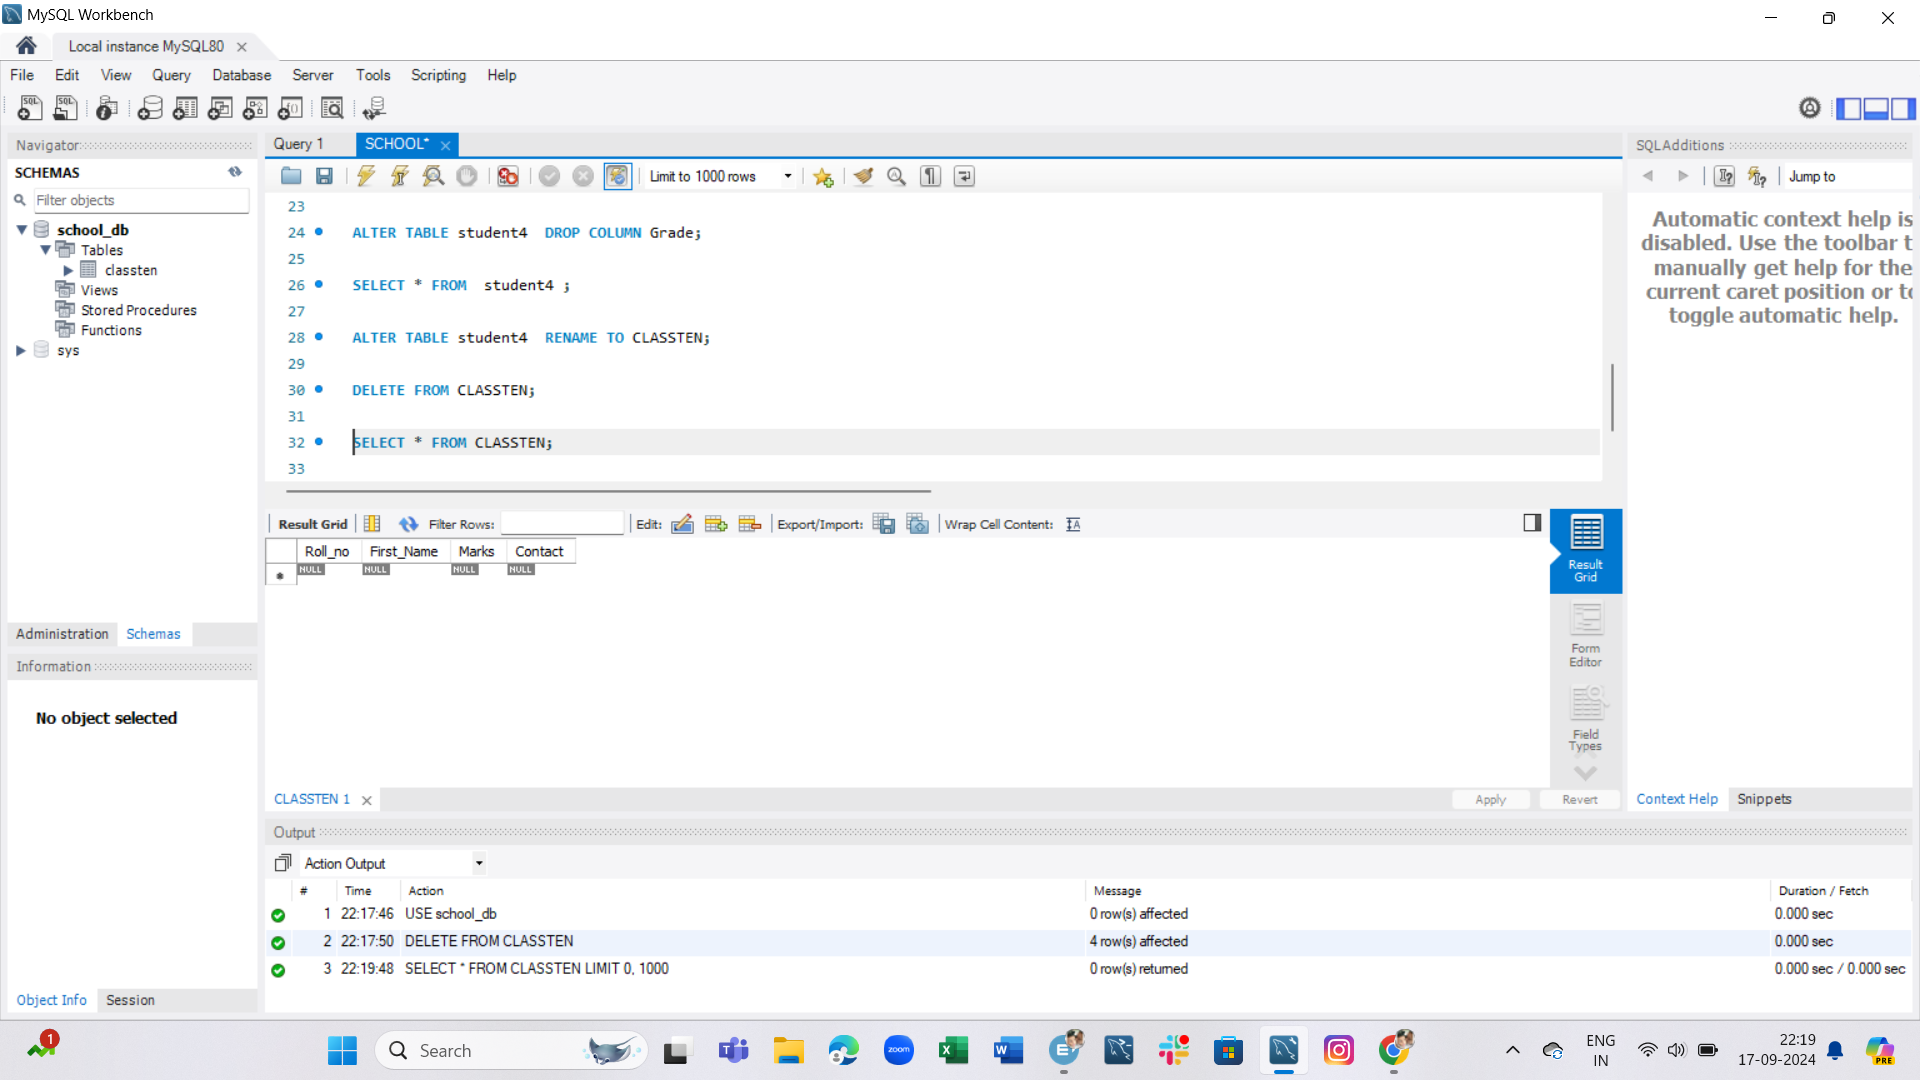 MySQL Workbench
Local instance MySQL80
File Edit View Query Database Server Tools Scripting Help
Navigator
SCHEMAS
Filter objects
school_db
Tables
classten
Views
Stored Procedures
Functions
sys
Administration Schemas
Information
No object selected
Object Info Session
Query 1 SCHOOL*
Limit to 1000 rows
23
24 ALTER TABLE student4 DROP COLUMN Grade;
25
26 SELECT * FROM student4 ;
27
28 ALTER TABLE student4 RENAME TO CLASSTEN;
29
30 DELETE FROM CLASSTEN;
31
32 SELECT * FROM CLASSTEN;
33
Result Grid Filter Rows: Edit: Export/Import: Wrap Cell Content:
Roll_no First_Name Marks Contact
NULL NULL NULL NULL
Result
Grid
Form
Editor
Field
Types
CLASSTEN 1
Apply Revert
SQLAdditions
Jump to
Automatic context help is
disabled. Use the toolbar t
manually get help for the
current caret position or to
toggle automatic help.
Context Help Snippets
Output
Action Output
# Time Action Message Duration / Fetch
1 22:17:46 USE school_db 0 row(s) affected 0.000 sec
2 22:17:50 DELETE FROM CLASSTEN 4 row(s) affected 0.000 sec
3 22:19:48 SELECT * FROM CLASSTEN LIMIT 0, 1000 0 row(s) returned 0.000 sec / 0.000 sec
1
Search
zoom
ENG
IN
22:19
17-09-2024
PRE